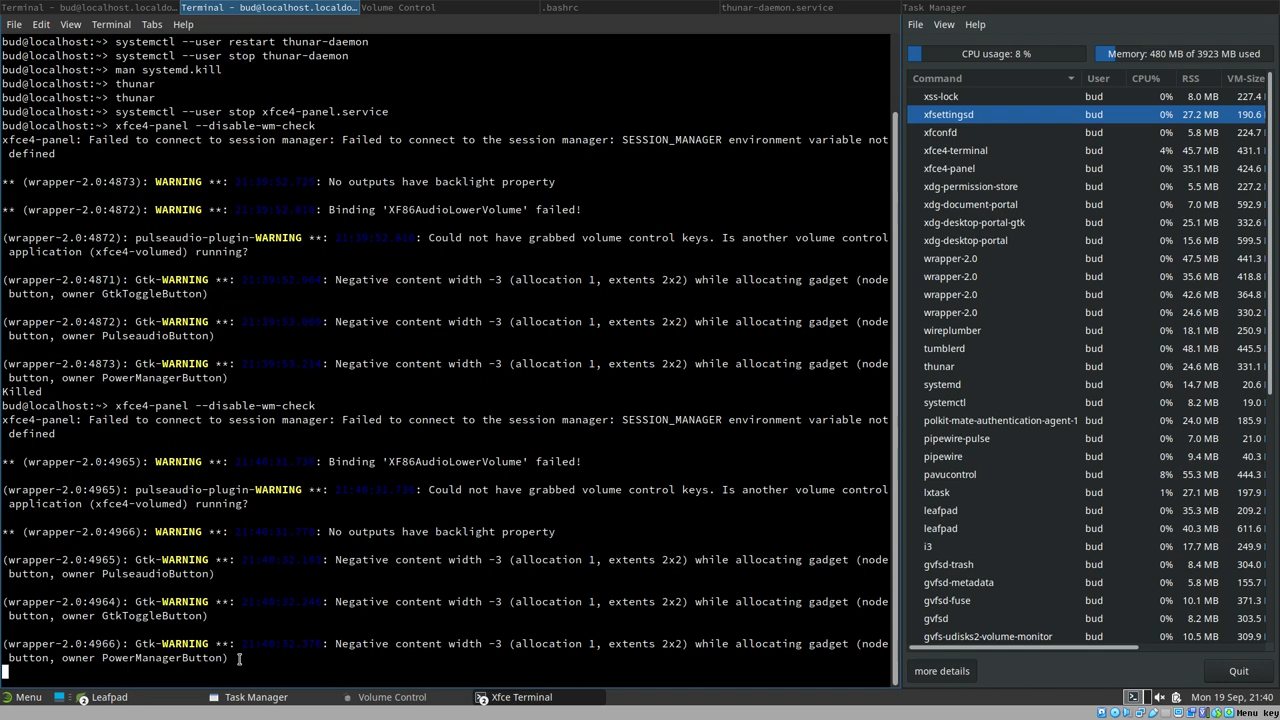 Terminal - bud@localhost.localdo...
Terminal - bud@localhost.localdo...
Volume Control
.bashrc
thunar-daemon.service
Task Manager
File Edit View Terminal Tabs Help
bud@localhost:~> systemctl --user restart thunar-daemon
bud@localhost:~> systemctl --user stop thunar-daemon
bud@localhost:~> man systemd.kill
bud@localhost:~> thunar
bud@localhost:~> thunar
bud@localhost:~> systemctl --user stop xfce4-panel.service
bud@localhost:~> xfce4-panel --disable-wm-check
xfce4-panel: Failed to connect to session manager: Failed to connect to the session manager: SESSION_MANAGER environment variable not
defined
** (wrapper-2.0:4873): WARNING **: : No outputs have backlight property
** (wrapper-2.0:4872): WARNING **: : Binding 'XF86AudioLowerVolume' failed!
(wrapper-2.0:4872): pulseaudio-plugin-WARNING **: : Could not have grabbed volume control keys. Is another volume control
application (xfce4-volumed) running?
(wrapper-2.0:4871): Gtk-WARNING **: : Negative content width -3 (allocation 1, extents 2x2) while allocating gadget (node
button, owner GtkToggleButton)
(wrapper-2.0:4872): Gtk-WARNING **: : Negative content width -3 (allocation 1, extents 2x2) while allocating gadget (node
button, owner PulseaudioButton)
(wrapper-2.0:4873): Gtk-WARNING **: : Negative content width -3 (allocation 1, extents 2x2) while allocating gadget (node
button, owner PowerManagerButton)
Killed
bud@localhost:~> xfce4-panel --disable-wm-check
xfce4-panel: Failed to connect to session manager: Failed to connect to the session manager: SESSION_MANAGER environment variable not
defined
** (wrapper-2.0:4965): WARNING **: : Binding 'XF86AudioLowerVolume' failed!
(wrapper-2.0:4965): pulseaudio-plugin-WARNING **: : Could not have grabbed volume control keys. Is another volume control
application (xfce4-volumed) running?
** (wrapper-2.0:4966): WARNING **: : No outputs have backlight property
(wrapper-2.0:4965): Gtk-WARNING **: : Negative content width -3 (allocation 1, extents 2x2) while allocating gadget (node
button, owner PulseaudioButton)
(wrapper-2.0:4964): Gtk-WARNING **: : Negative content width -3 (allocation 1, extents 2x2) while allocating gadget (node
button, owner GtkToggleButton)
(wrapper-2.0:4966): Gtk-WARNING **: : Negative content width -3 (allocation 1, extents 2x2) while allocating gadget (node
button, owner PowerManagerButton)
File View Help
CPU usage: 8 %
Memory: 480 MB of 3923 MB used
Command User CPU% RSS VM-Size
xss-lock bud 0% 8.0 MB 227.4
xfsettingsd bud 0% 27.2 MB 190.6
xfconfd bud 0% 5.8 MB 224.7
xfce4-terminal bud 4% 45.7 MB 431.1
xfce4-panel bud 0% 35.1 MB 424.6
xdg-permission-store bud 0% 5.5 MB 227.2
xdg-document-portal bud 0% 7.0 MB 592.9
xdg-desktop-portal-gtk bud 0% 25.1 MB 332.6
xdg-desktop-portal bud 0% 15.6 MB 599.5
wrapper-2.0 bud 0% 47.5 MB 441.3
wrapper-2.0 bud 0% 35.6 MB 418.8
wrapper-2.0 bud 0% 42.6 MB 364.8
wrapper-2.0 bud 0% 24.6 MB 330.2
wireplumber bud 0% 18.1 MB 250.9
tumblerd bud 0% 48.1 MB 445.5
thunar bud 0% 24.6 MB 331.1
systemd bud 0% 14.7 MB 20.6
systemctl bud 0% 8.2 MB 19.0
polkit-mate-authentication-agent-1 bud 0% 24.0 MB 185.9
pipewire-pulse bud 0% 7.0 MB 21.0
pipewire bud 0% 9.4 MB 40.3
pavucontrol bud 8% 55.3 MB 444.3
lxtask bud 1% 27.1 MB 197.9
leafpad bud 0% 35.3 MB 209.2
leafpad bud 0% 40.3 MB 611.6
i3 bud 0% 17.7 MB 249.9
gvfsd-trash bud 0% 8.4 MB 304.0
gvfsd-metadata bud 0% 5.8 MB 155.7
gvfsd-fuse bud 0% 10.1 MB 371.3
gvfsd bud 0% 8.2 MB 303.5
gvfs-udisks2-volume-monitor bud 0% 10.5 MB 309.9
more details
Quit
Menu
2 Leafpad
Task Manager
Volume Control
2 Xfce Terminal
Mon 19 Sep, 21:40
Menu key